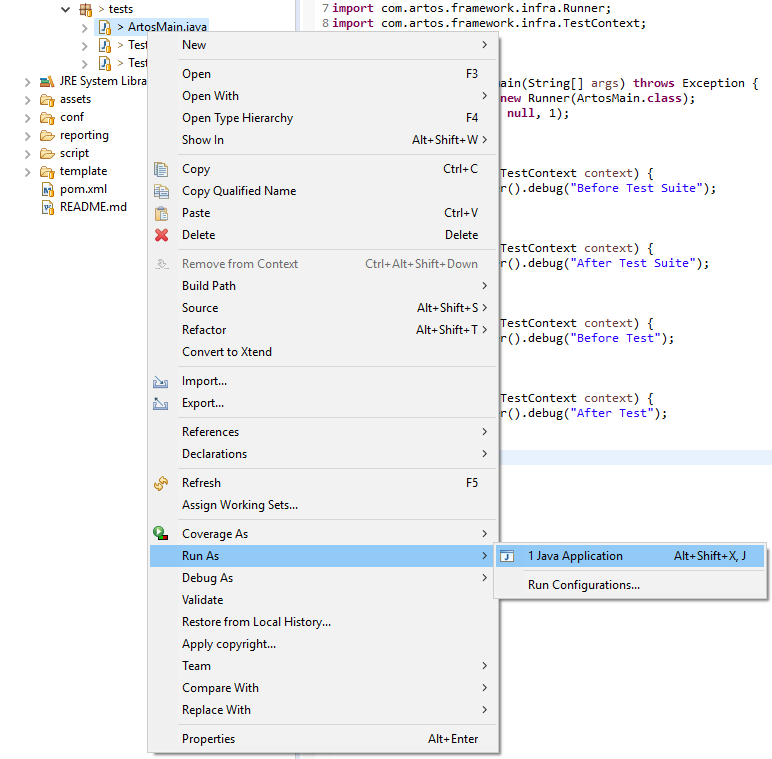 > tests
> ArtosMain.java
> Test
> Test
JRE System Libra
assets
conf
reporting
script
template
pom.xml
README.md
7 import com.artos.framework.infra.Runner;
8 import com.artos.framework.infra.TestContext;
ain(String[] args) throws Exception {
new Runner(ArtosMain.class);
null, 1);
TestContext context) {
r().debug("Before Test Suite");
TestContext context) {
r().debug("After Test Suite");
TestContext context) {
r().debug("Before Test");
TestContext context) {
r().debug("After Test");
New
Open F3
Open With
Open Type Hierarchy F4
Show In Alt+Shift+W
Copy Ctrl+C
Copy Qualified Name
Paste Ctrl+V
Delete Delete
Remove from Context Ctrl+Alt+Shift+Down
Build Path
Source Alt+Shift+S
Refactor Alt+Shift+T
Convert to Xtend
Import...
Export...
References
Declarations
Refresh F5
Assign Working Sets...
Coverage As
Run As
Debug As
Validate
Restore from Local History...
Apply copyright...
Team
Compare With
Replace With
Properties Alt+Enter
1 Java Application Alt+Shift+X, J
Run Configurations...